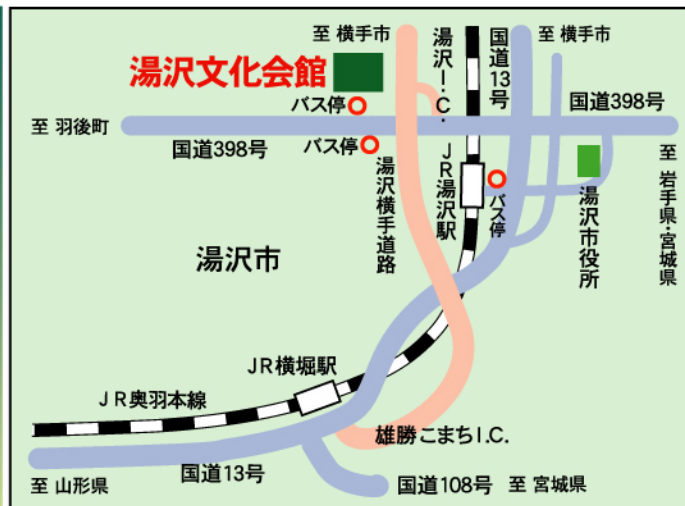 至 横手市
湯沢I.C.
国道13号
至 横手市
湯沢文化会館
バス停
国道398号
至 羽後町
国道398号
バス停
湯沢横手道路
JR湯沢駅
バス停
湯沢市役所
至 岩手県・宮城県
湯沢市
JR横堀駅
JR奥羽本線
雄勝こまちI.C.
国道13号
至 山形県
国道108号
至 宮城県